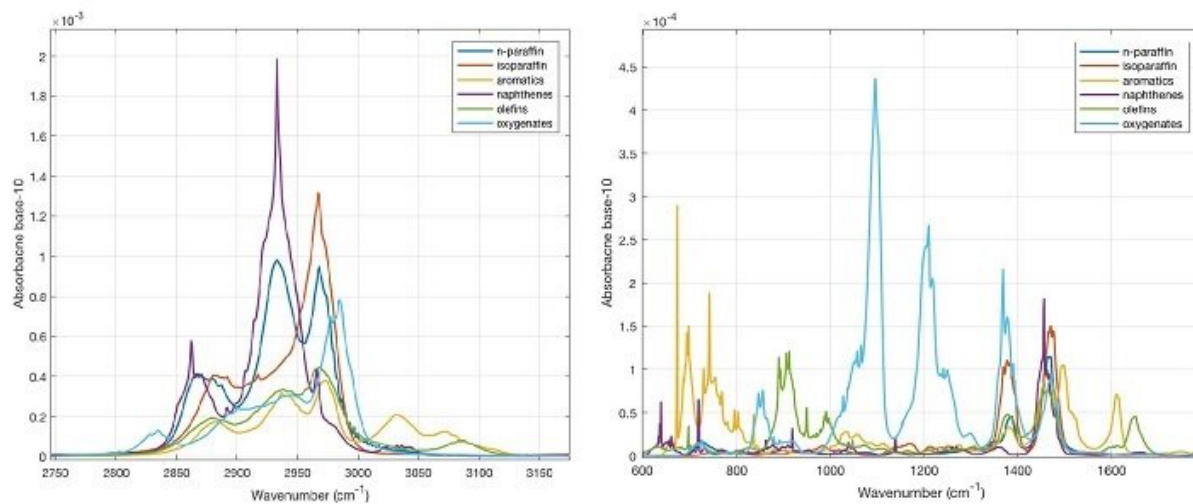 ×10⁻³
2
1.8
1.6
1.4
1.2
1
0.8
0.6
0.4
0.2
0
2750 2800 2850 2900 2950 3000 3050 3100 3150
Wavenumber (cm⁻¹)
Absorbacne base-10
n-paraffin
isoparaffin
aromatics
naphthenes
olefins
oxygenates
×10⁻⁴
4.5
4
3.5
3
2.5
2
1.5
1
0.5
0
600 800 1000 1200 1400 1600
Wavenumber (cm⁻¹)
Absorbacne base-10
n-paraffin
isoparaffin
aromatics
naphthenes
olefins
oxygenates